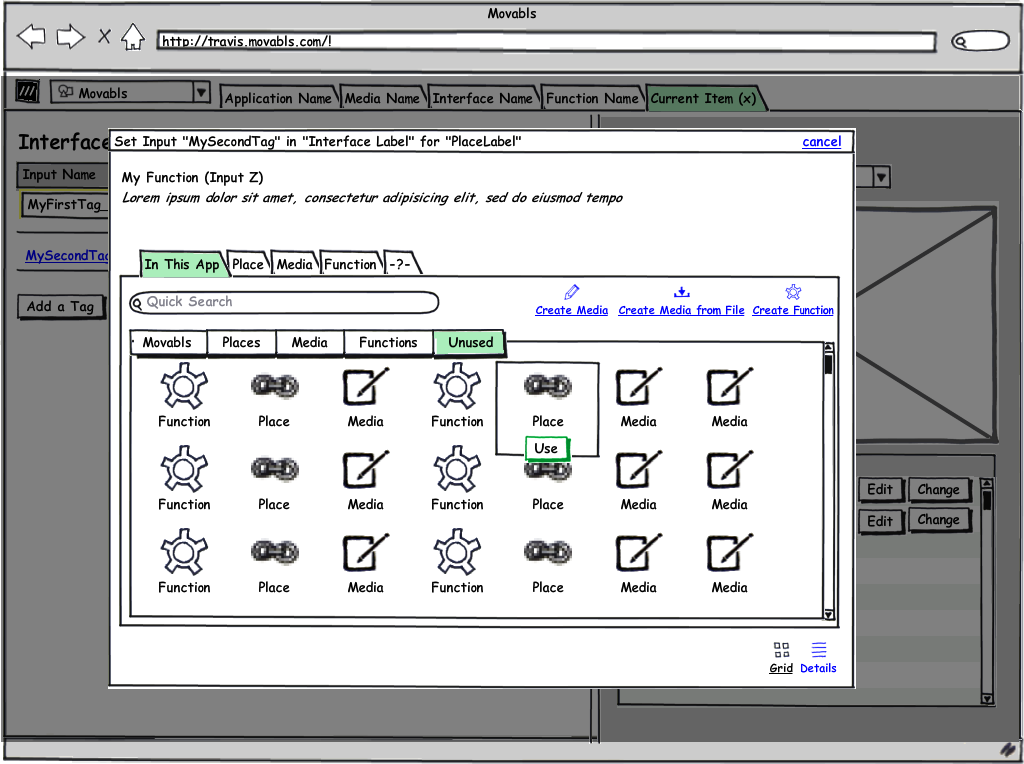 Movabls
http://travis.movabls.com/!
Movabls
Application Name
Media Name
Interface Name
Function Name
Current Item (x)
Interface
Input Name
MyFirstTag_
MySecondTag
Add a Tag
Set Input "MySecondTag" in "Interface Label" for "PlaceLabel"
cancel
My Function (Input Z)
Lorem ipsum dolor sit amet, consectetur adipisicing elit, sed do eiusmod tempo
In This App
Place
Media
Function
-?-
Quick Search
Create Media
Create Media from File
Create Function
Movabls
Places
Media
Functions
Unused
Function
Place
Media
Function
Place
Media
Media
Use
Function
Place
Media
Function
Place
Media
Media
Function
Place
Media
Function
Place
Media
Media
Edit
Change
Edit
Change
Grid
Details